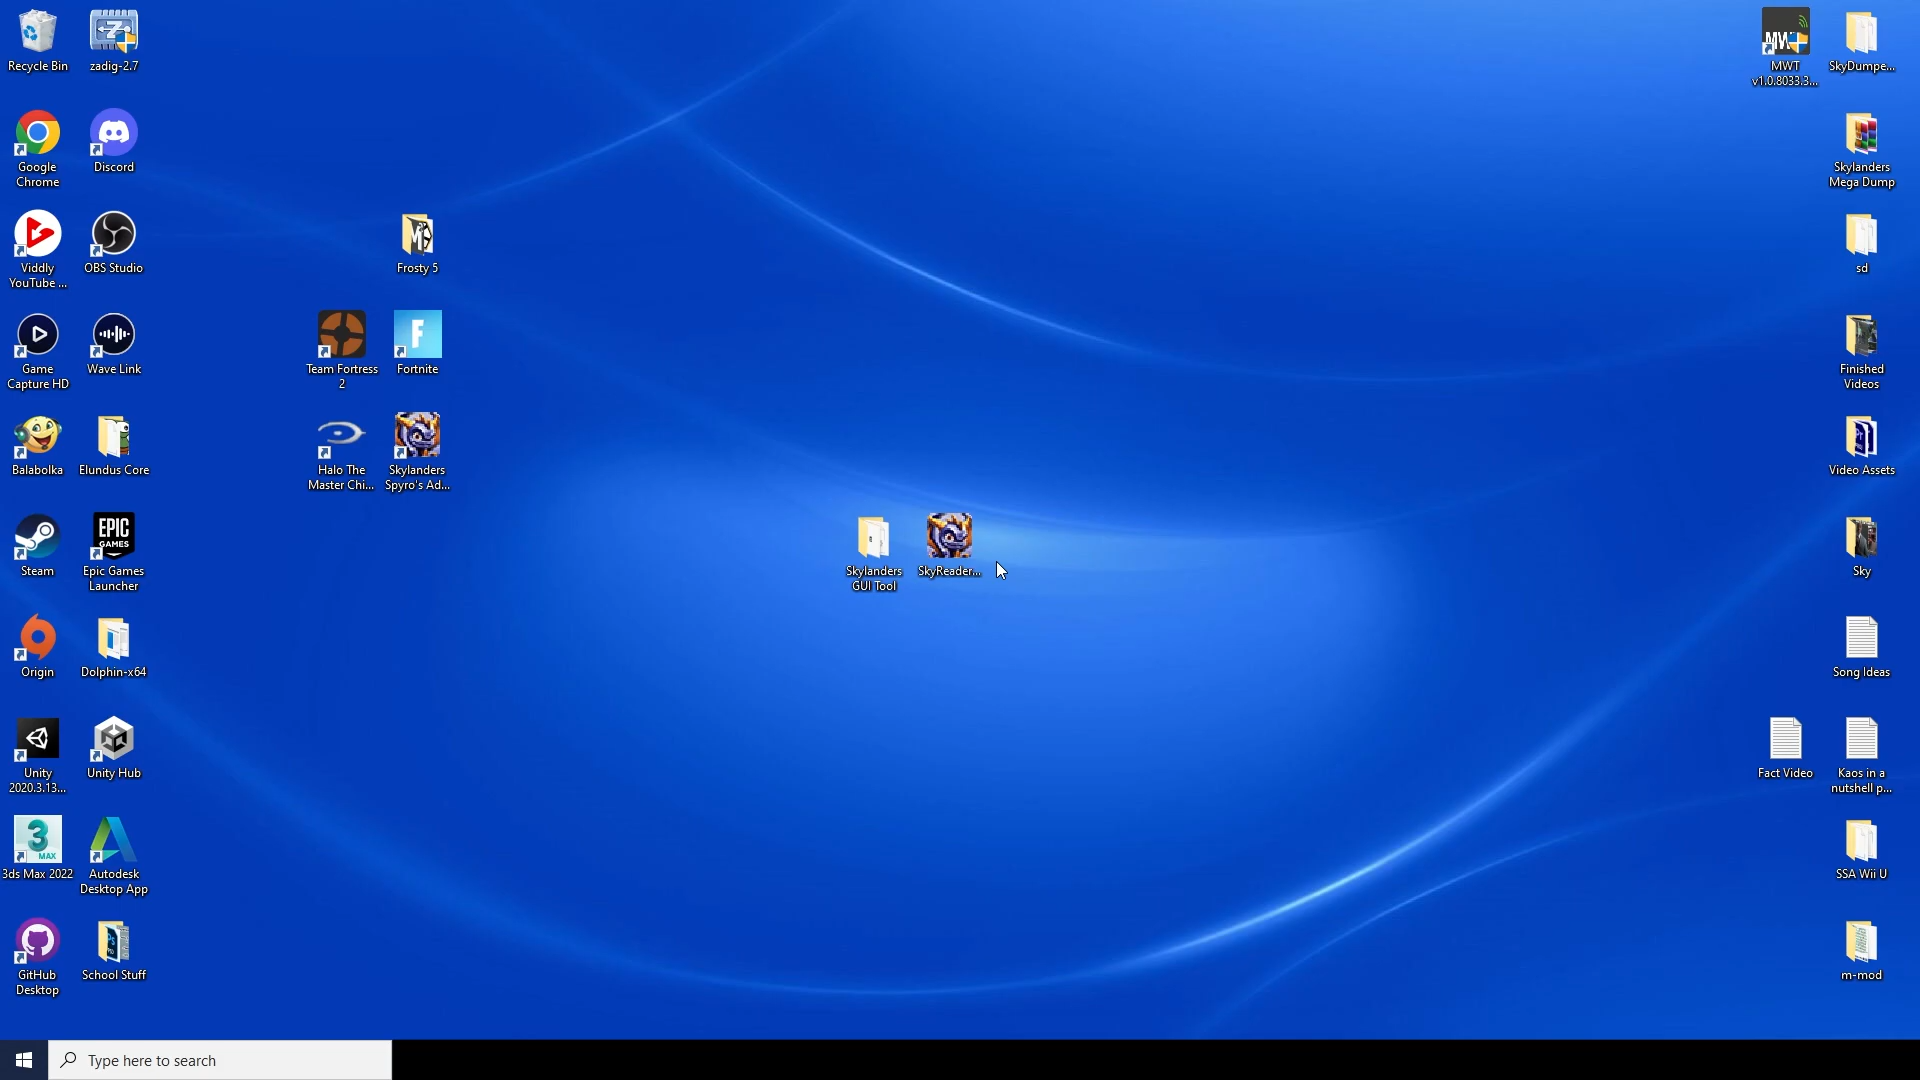 Recycle Bin
zadig-2.7
MWT
v1.0.8033.3...
SkyDumpe...
Google
Chrome
Discord
Skylanders
Mega Dump
Viddly
YouTube ...
OBS Studio
Frosty 5
sd
Game
Capture HD
Wave Link
Team Fortress
2
Fortnite
Finished
Videos
Balabolka
Elundus Core
Halo The
Master Chi...
Skylanders
Spyro's Ad...
Video Assets
Steam
EPIC
GAMES
Epic Games
Launcher
Skylanders
GUI Tool
SkyReader...
Sky
Origin
Dolphin-x64
Song Ideas
Unity
2020.3.13...
Unity Hub
Fact Video
Kaos in a
nutshell p...
3
MAX
3ds Max 2022
Autodesk
Desktop App
SSA Wii U
GitHub
Desktop
School Stuff
m-mod
Type here to search